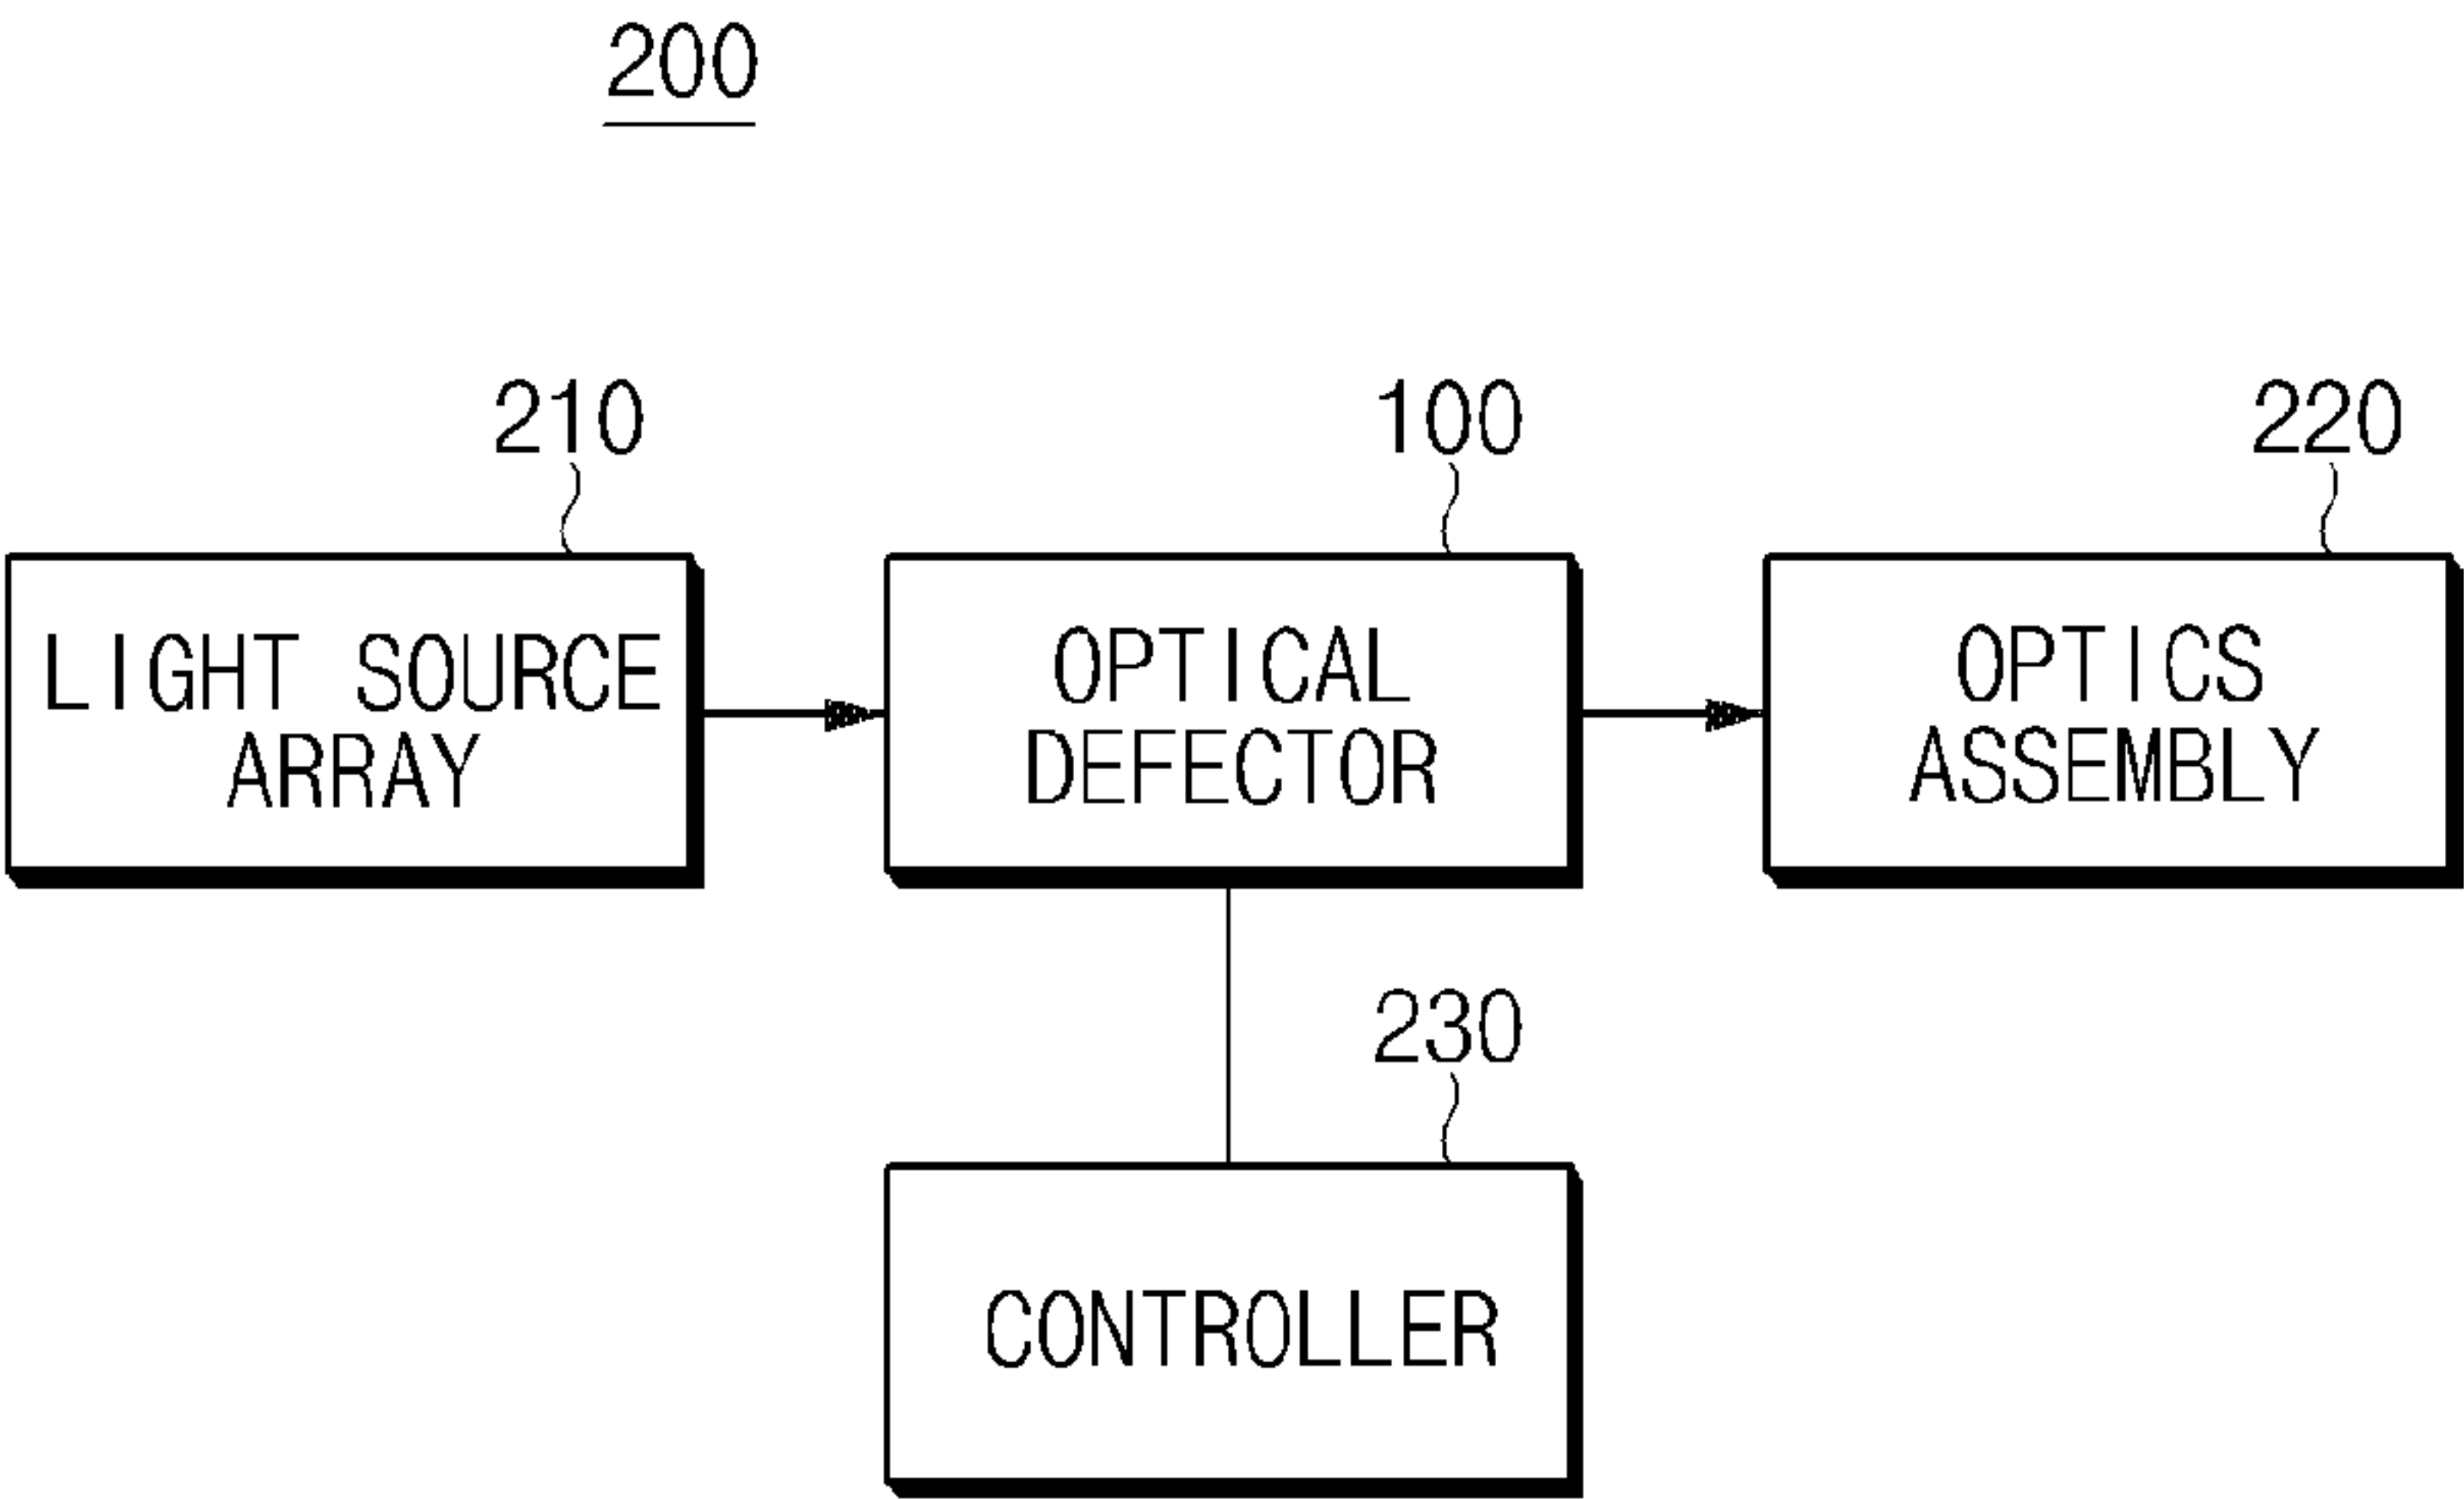 200
210
100
220
LIGHT SOURCE
ARRAY
OPTICAL
DEFECTOR
OPTICS
ASSEMBLY
230
CONTROLLER